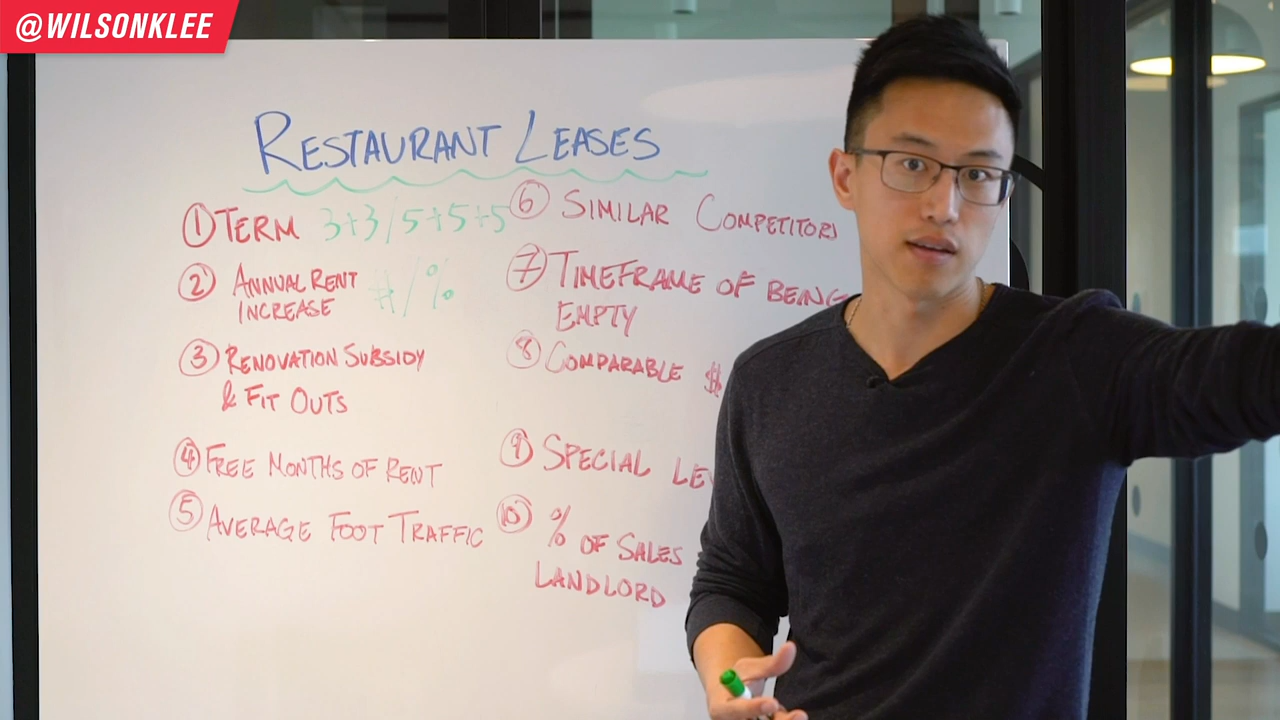 @WILSONKLEE
RESTAURANT LEASES
① TERM 3+3/5+5+5
② ANNUAL RENT
INCREASE #/%
③ RENOVATION SUBSIDY
& FIT OUTS
④ FREE MONTHS OF RENT
⑤ AVERAGE FOOT TRAFFIC
⑥ SIMILAR COMPETITORS
⑦ TIMEFRAME OF BEING
EMPTY
⑧ COMPARABLE $
⑨ SPECIAL
⑩ % OF SALES
LANDLORD